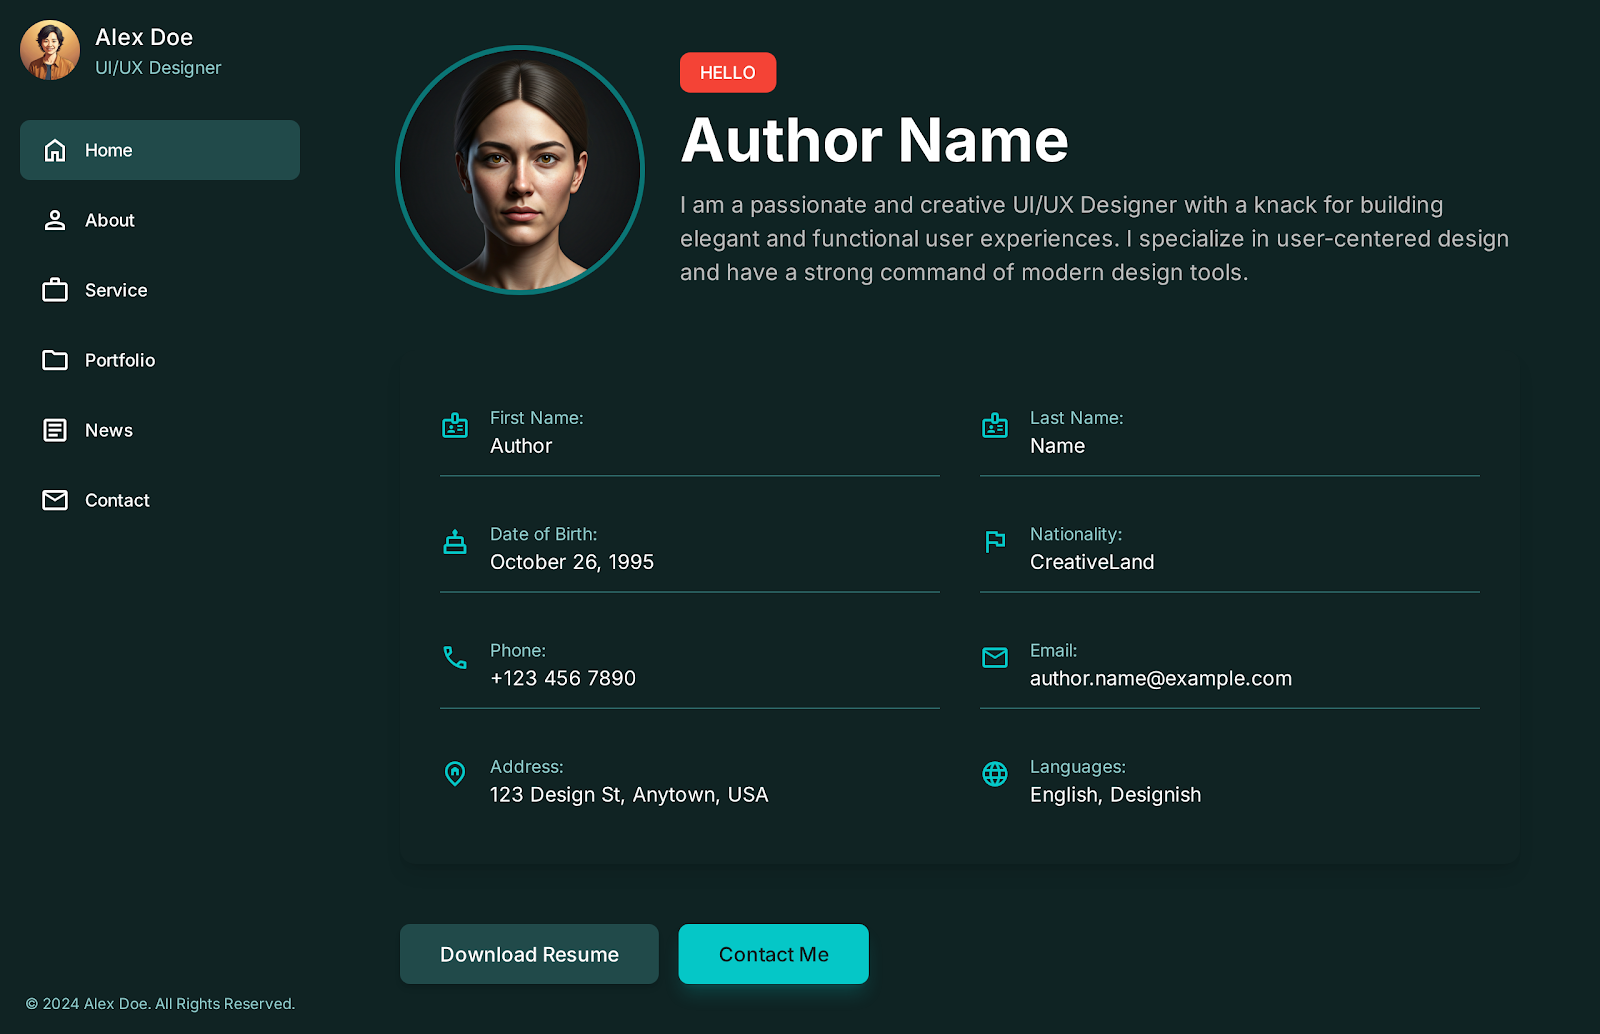 Alex Doe
UI/UX Designer
Home
About
Service
Portfolio
News
Contact
© 2024 Alex Doe. All Rights Reserved.
HELLO
Author Name
I am a passionate and creative UI/UX Designer with a knack for building
elegant and functional user experiences. I specialize in user-centered design
and have a strong command of modern design tools.
First Name:
Author
Last Name:
Name
Date of Birth:
October 26, 1995
Nationality:
CreativeLand
Phone:
+123 456 7890
Email:
author.name@example.com
Address:
123 Design St, Anytown, USA
Languages:
English, Designish
Download Resume
Contact Me